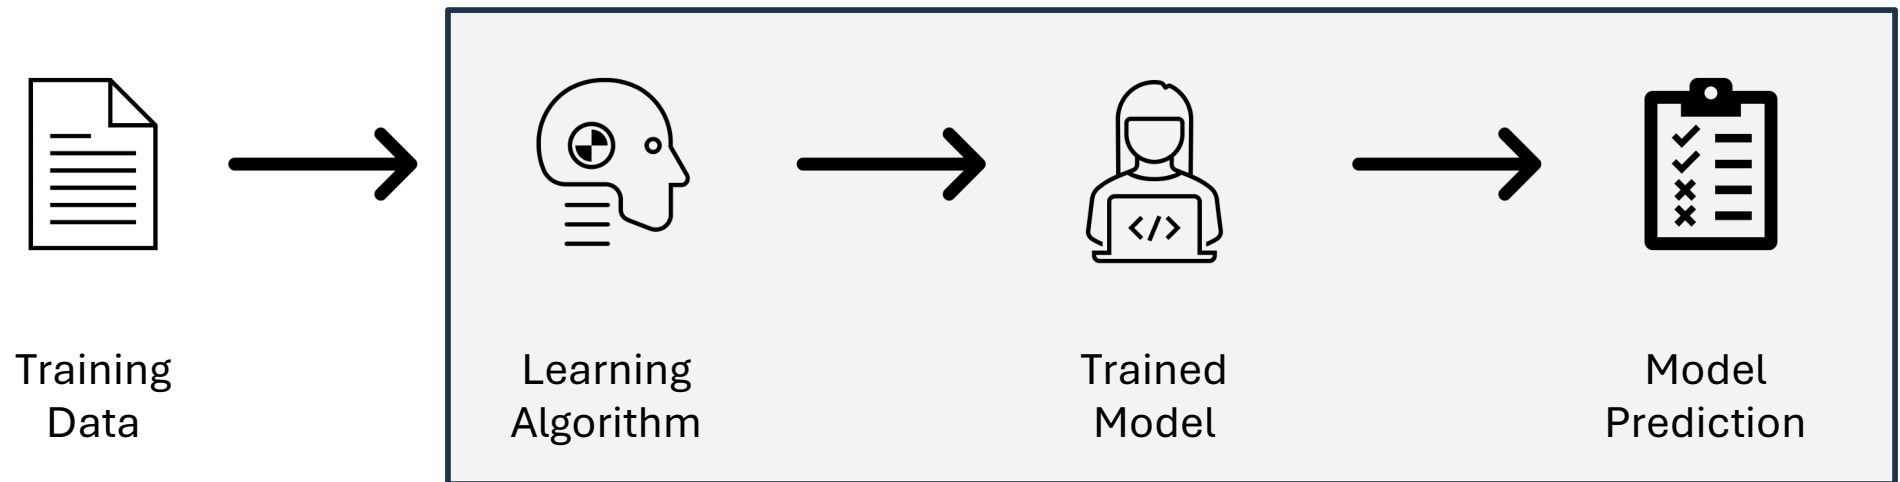 Training
Data
Learning
Algorithm
</>
Trained
Model
Model
Prediction